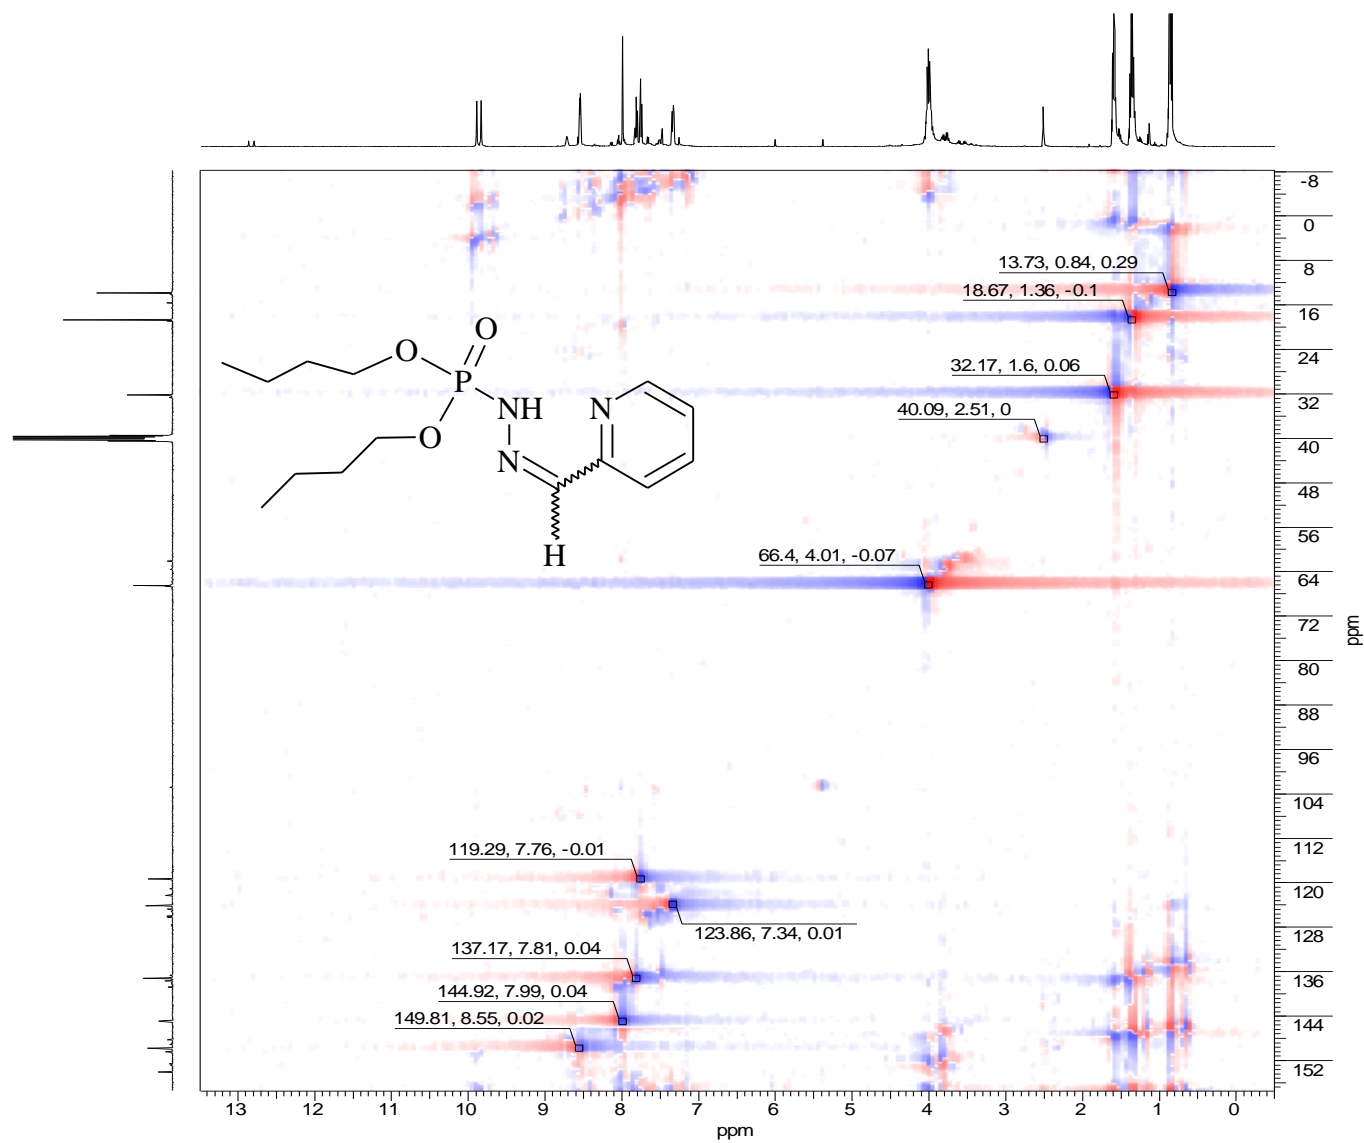 -8
0
8
13.73, 0.84, 0.29
18.67, 1.36, -0.1
16
24
32.17, 1.6, 0.06
32
40.09, 2.51, 0
40
48
56
66.4, 4.01, -0.07
64
72
80
88
96
104
112
119.29, 7.76, -0.01
120
123.86, 7.34, 0.01
128
137.17, 7.81, 0.04
136
144.92, 7.99, 0.04
144
149.81, 8.55, 0.02
152
ppm
O
O
P
NH
N
O
N
H
13 12 11 10 9 8 7 6 5 4 3 2 1 0
ppm